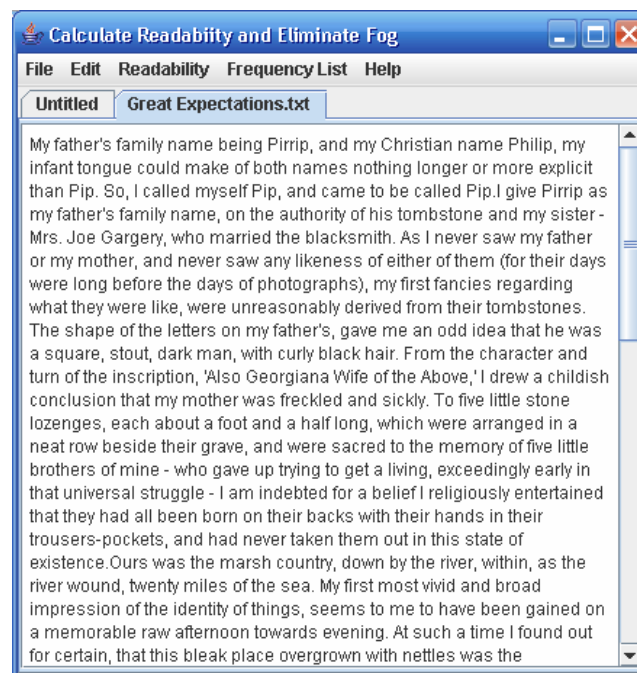 Calculate Readabiity and Eliminate Fog
File Edit Readability Frequency List Help
Untitled Great Expectations.txt
My father's family name being Pirrip, and my Christian name Philip, my
infant tongue could make of both names nothing longer or more explicit
than Pip. So, I called myself Pip, and came to be called Pip.I give Pirrip as
my father's family name, on the authority of his tombstone and my sister -
Mrs. Joe Gargery, who married the blacksmith. As I never saw my father
or my mother, and never saw any likeness of either of them (for their days
were long before the days of photographs), my first fancies regarding
what they were like, were unreasonably derived from their tombstones.
The shape of the letters on my father's, gave me an odd idea that he was
a square, stout, dark man, with curly black hair. From the character and
turn of the inscription, 'Also Georgiana Wife of the Above,' I drew a childish
conclusion that my mother was freckled and sickly. To five little stone
lozenges, each about a foot and a half long, which were arranged in a
neat row beside their grave, and were sacred to the memory of five little
brothers of mine - who gave up trying to get a living, exceedingly early in
that universal struggle - I am indebted for a belief I religiously entertained
that they had all been born on their backs with their hands in their
trousers-pockets, and had never taken them out in this state of
existence.Ours was the marsh country, down by the river, within, as the
river wound, twenty miles of the sea. My first most vivid and broad
impression of the identity of things, seems to me to have been gained on
a memorable raw afternoon towards evening. At such a time I found out
for certain, that this bleak place overgrown with nettles was the